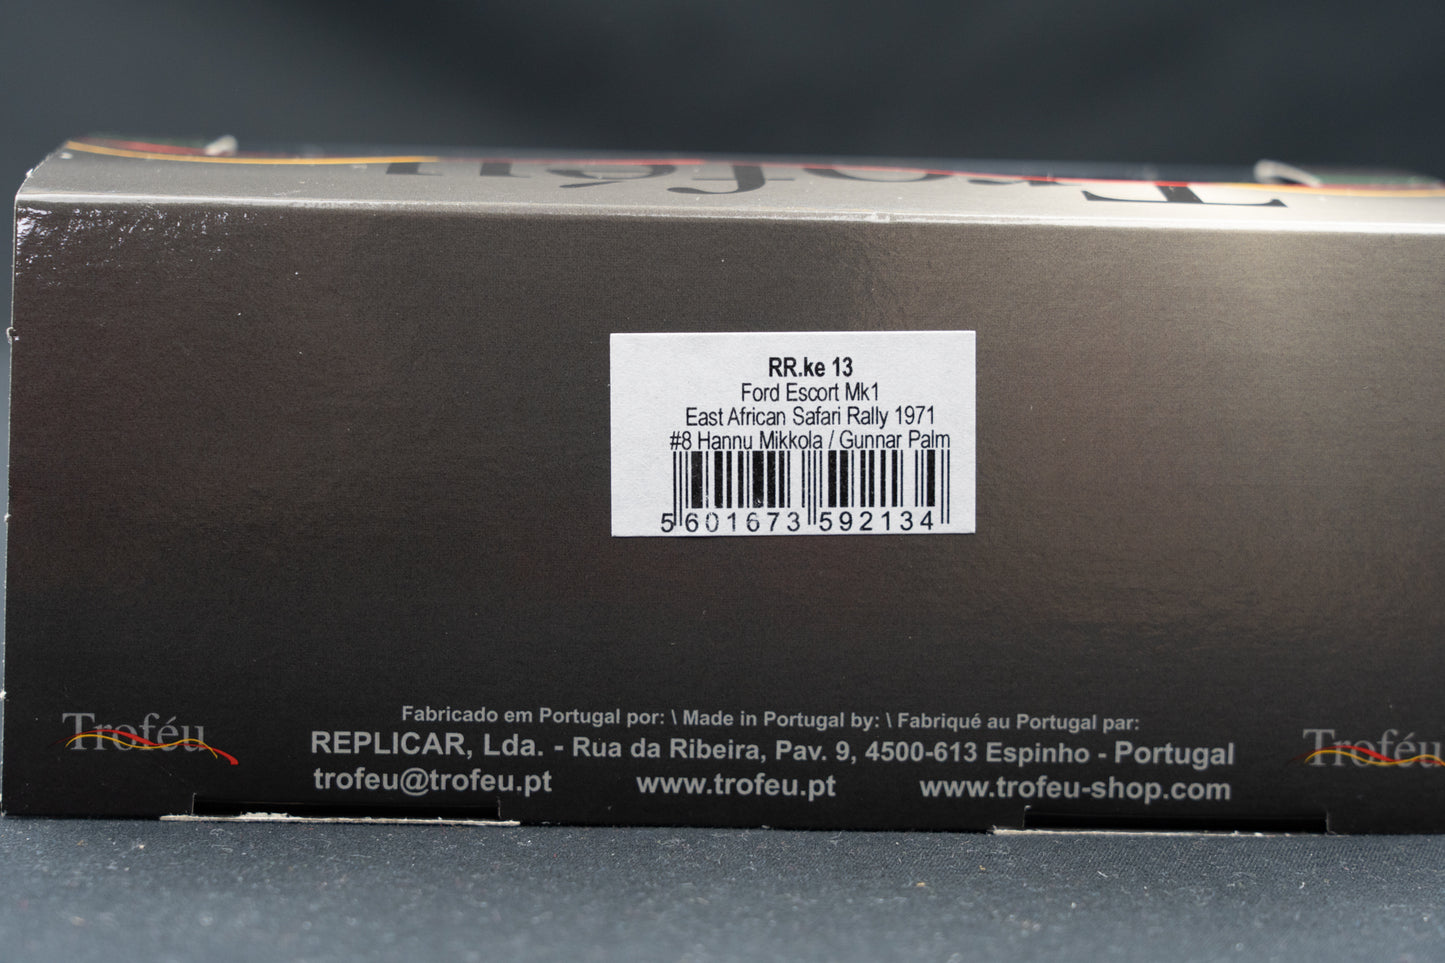 Troféu
RR.ke 13
Ford Escort Mk1
East African Safari Rally 1971
#8 Hannu Mikkola / Gunnar Palm
5 601673 592134
Troféu
Fabricado em Portugal por: \ Made in Portugal by: \ Fabriqué au Portugal par:
REPLICAR, Lda. - Rua da Ribeira, Pav. 9, 4500-613 Espinho - Portugal
trofeu@trofeu.pt www.trofeu.pt www.trofeu-shop.com
Troféu